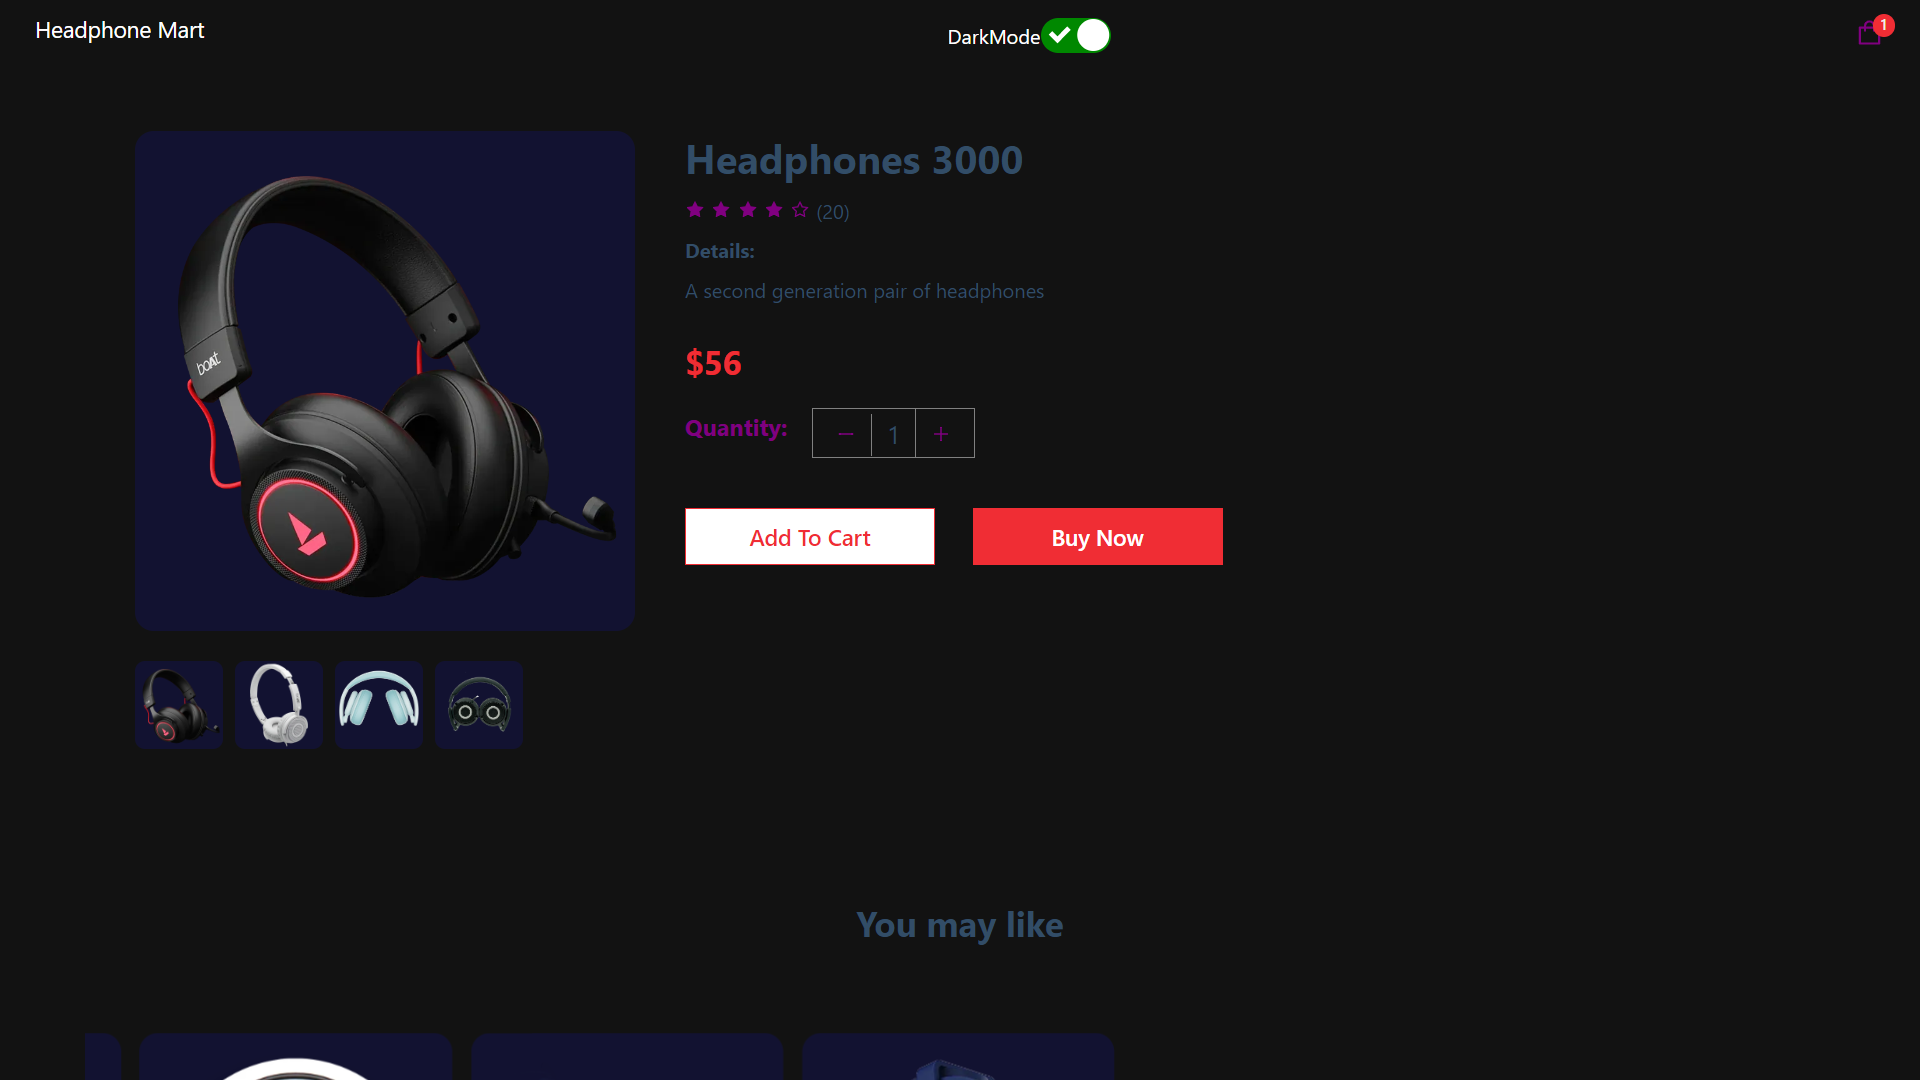 Headphone Mart
DarkMode
1
boAt
Headphones 3000
(20)
Details:
A second generation pair of headphones
$56
Quantity:
1
Add To Cart
Buy Now
You may like